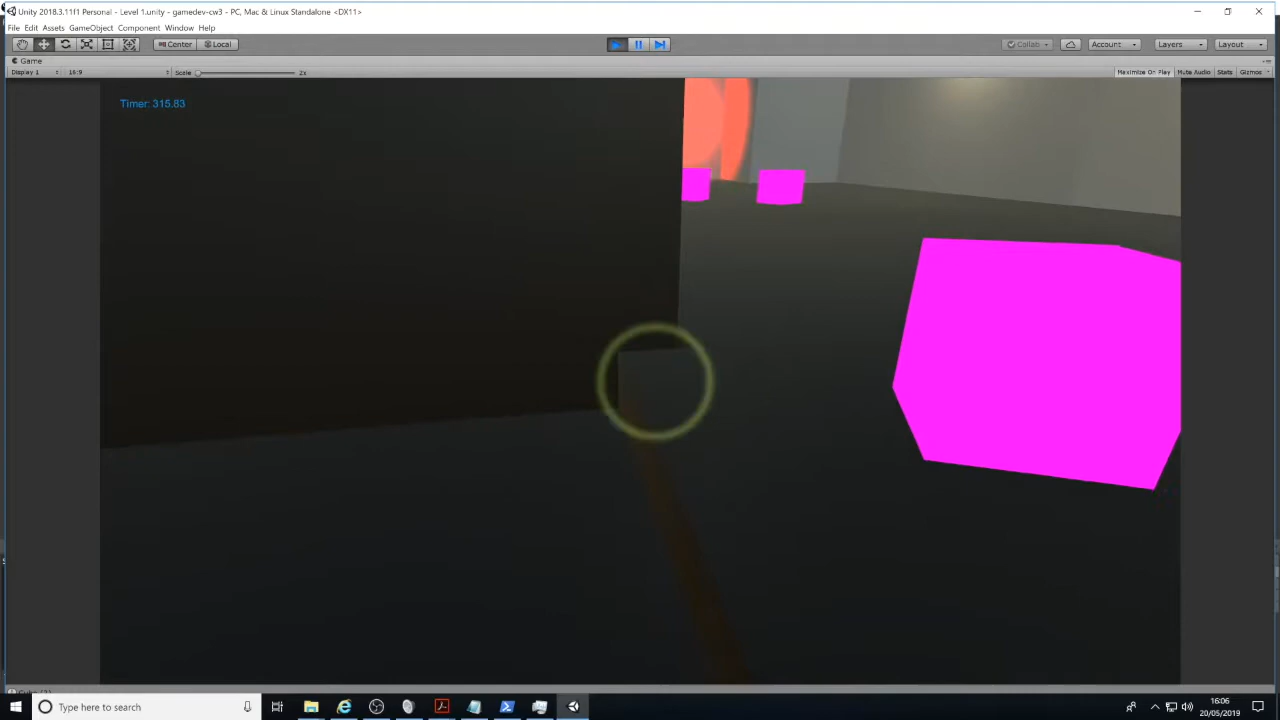 Unity 2018.3.11f1 Personal - Level 1.unity - gamedev-cw3 - PC, Mac & Linux Standalone <DX11>
File Edit Assets GameObject Component Window Help
Center Local Collab Account Layers Layout
Game
Display 1 16:9 Scale 2x Maximize On Play Mute Audio Stats Gizmos
Timer: 315.83
Type here to search
16:06
20/05/2019